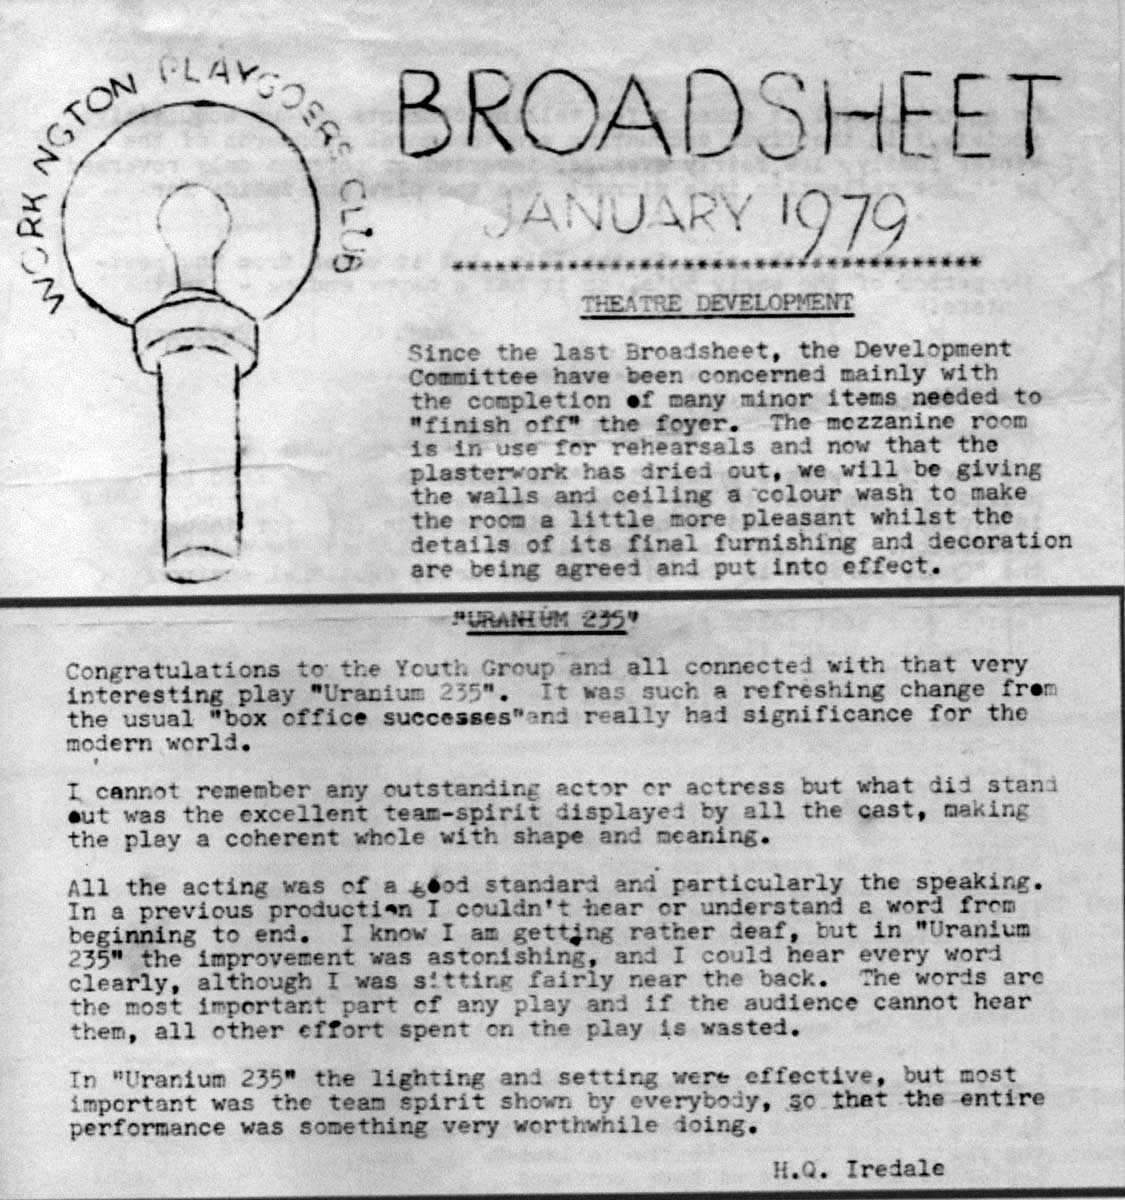 WORKINGTON PLAYGOERS CLUB
BROADSHEET
JANUARY 1979
*************************************
THEATRE DEVELOPMENT
Since the last Broadsheet, the Development
Committee have been concerned mainly with
the completion of many minor items needed to
"finish off" the foyer. The mezzanine room
is in use for rehearsals and now that the
plasterwork has dried out, we will be giving
the walls and ceiling a colour wash to make
the room a little more pleasant whilst the
details of its final furnishing and decoration
are being agreed and put into effect.
"URANIUM 235"
Congratulations to the Youth Group and all connected with that very
interesting play "Uranium 235". It was such a refreshing change from
the usual "box office successes"and really had significance for the
modern world.
I cannot remember any outstanding actor or actress but what did stand
out was the excellent team-spirit displayed by all the cast, making
the play a coherent whole with shape and meaning.
All the acting was of a good standard and particularly the speaking.
In a previous production I couldn't hear or understand a word from
beginning to end. I know I am getting rather deaf, but in "Uranium
235" the improvement was astonishing, and I could hear every word
clearly, although I was sitting fairly near the back. The words are
the most important part of any play and if the audience cannot hear
them, all other effort spent on the play is wasted.
In "Uranium 235" the lighting and setting were effective, but most
important was the team spirit shown by everybody, so that the entire
performance was something very worthwhile doing.
H.Q. Iredale